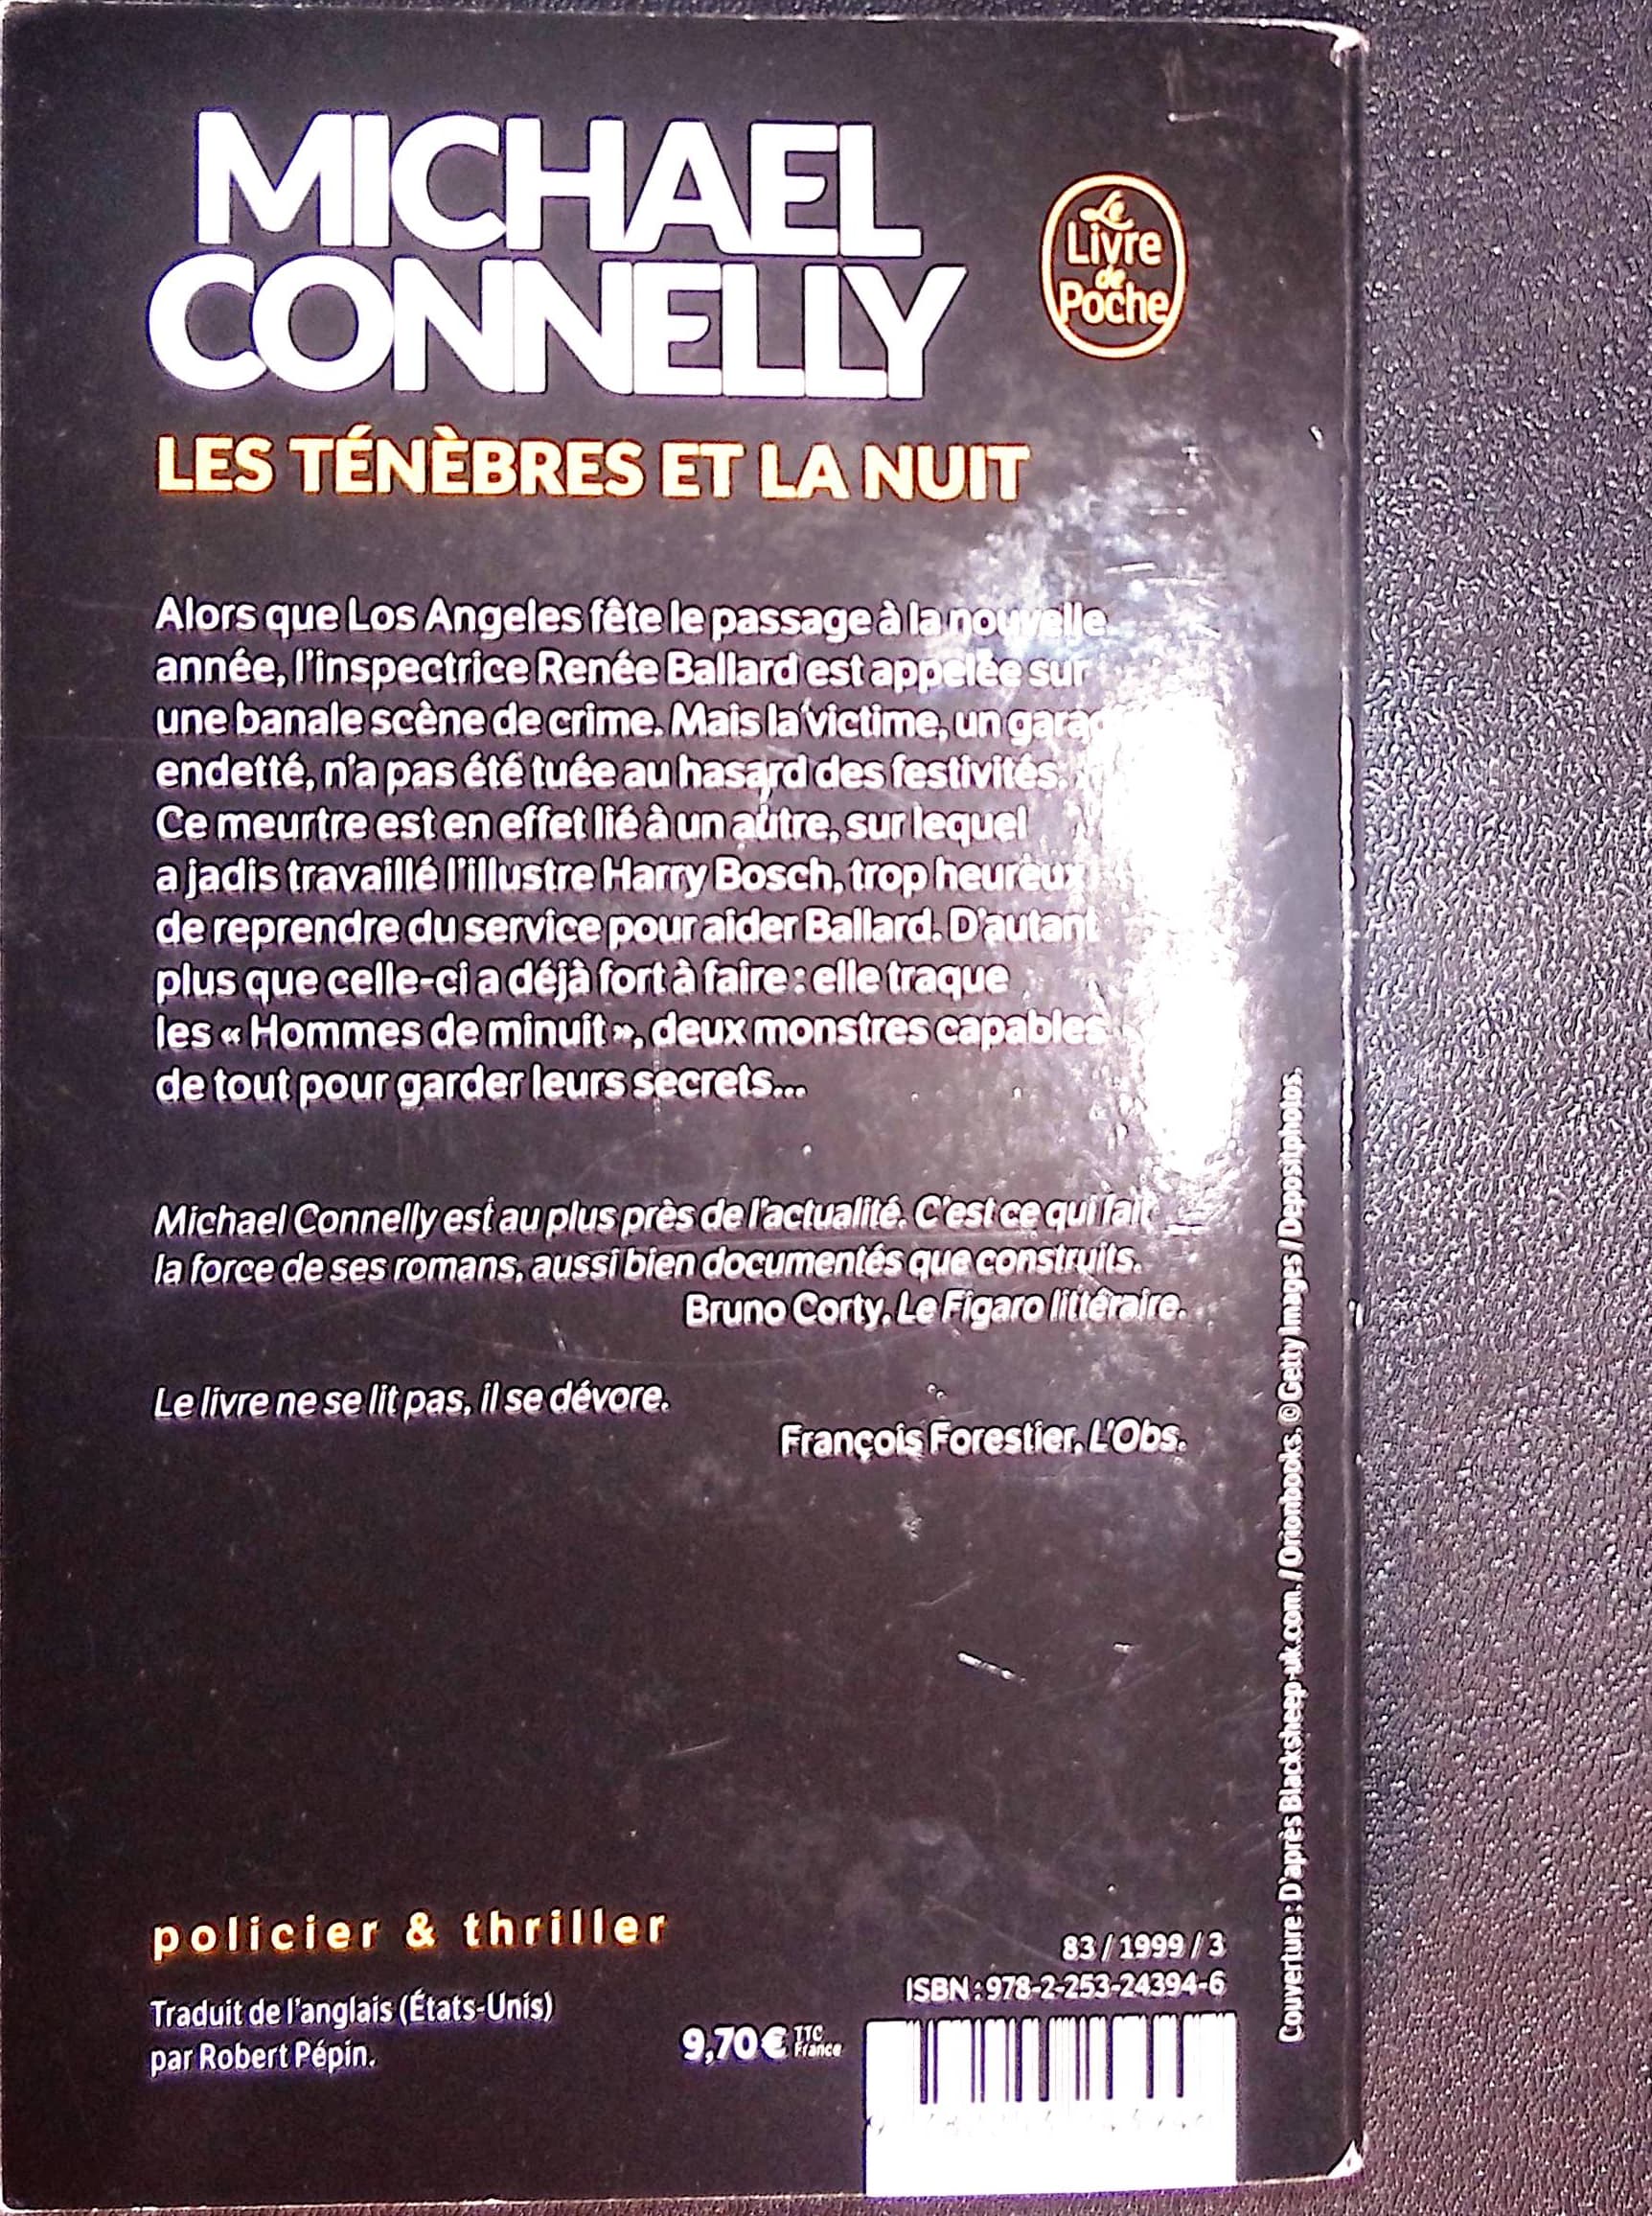 MICHAEL
CONNELLY
Le
Livre
de
Poche
LES TÉNÈBRES ET LA NUIT
Alors que Los Angeles fête le passage à la nouvelle
année, l'inspectrice Renée Ballard est appelée sur
une banale scène de crime. Mais la victime, un
endetté, n'a pas été tuée au hasard des festivités.
Ce meurtre est en effet lié à un autre, sur lequel
a jadis travaillé l'illustre Harry Bosch, trop heureux
de reprendre du service pour aider Ballard. D'autant
plus que celle-ci a déjà fort à faire : elle traque
les « Hommes de minuit », deux monstres capables
de tout pour garder leurs secrets...
Michael Connelly est au plus près de l'actualité. C'est ce qui fait
la force de ses romans, aussi bien documentés que construits.
Bruno Corty, Le Figaro littéraire.
Le livre ne se lit pas, il se dévore.
François Forestier, L'Obs.
policier & thriller
Traduit de l'anglais (États-Unis)
par Robert Pépin.
9,70 € TTC
France
83 / 1999 / 3
ISBN : 978-2-253-24394-6
Couverture : D'après Blacksheep-uk.com. / Orionbooks. © Getty Images / Depositphotos.